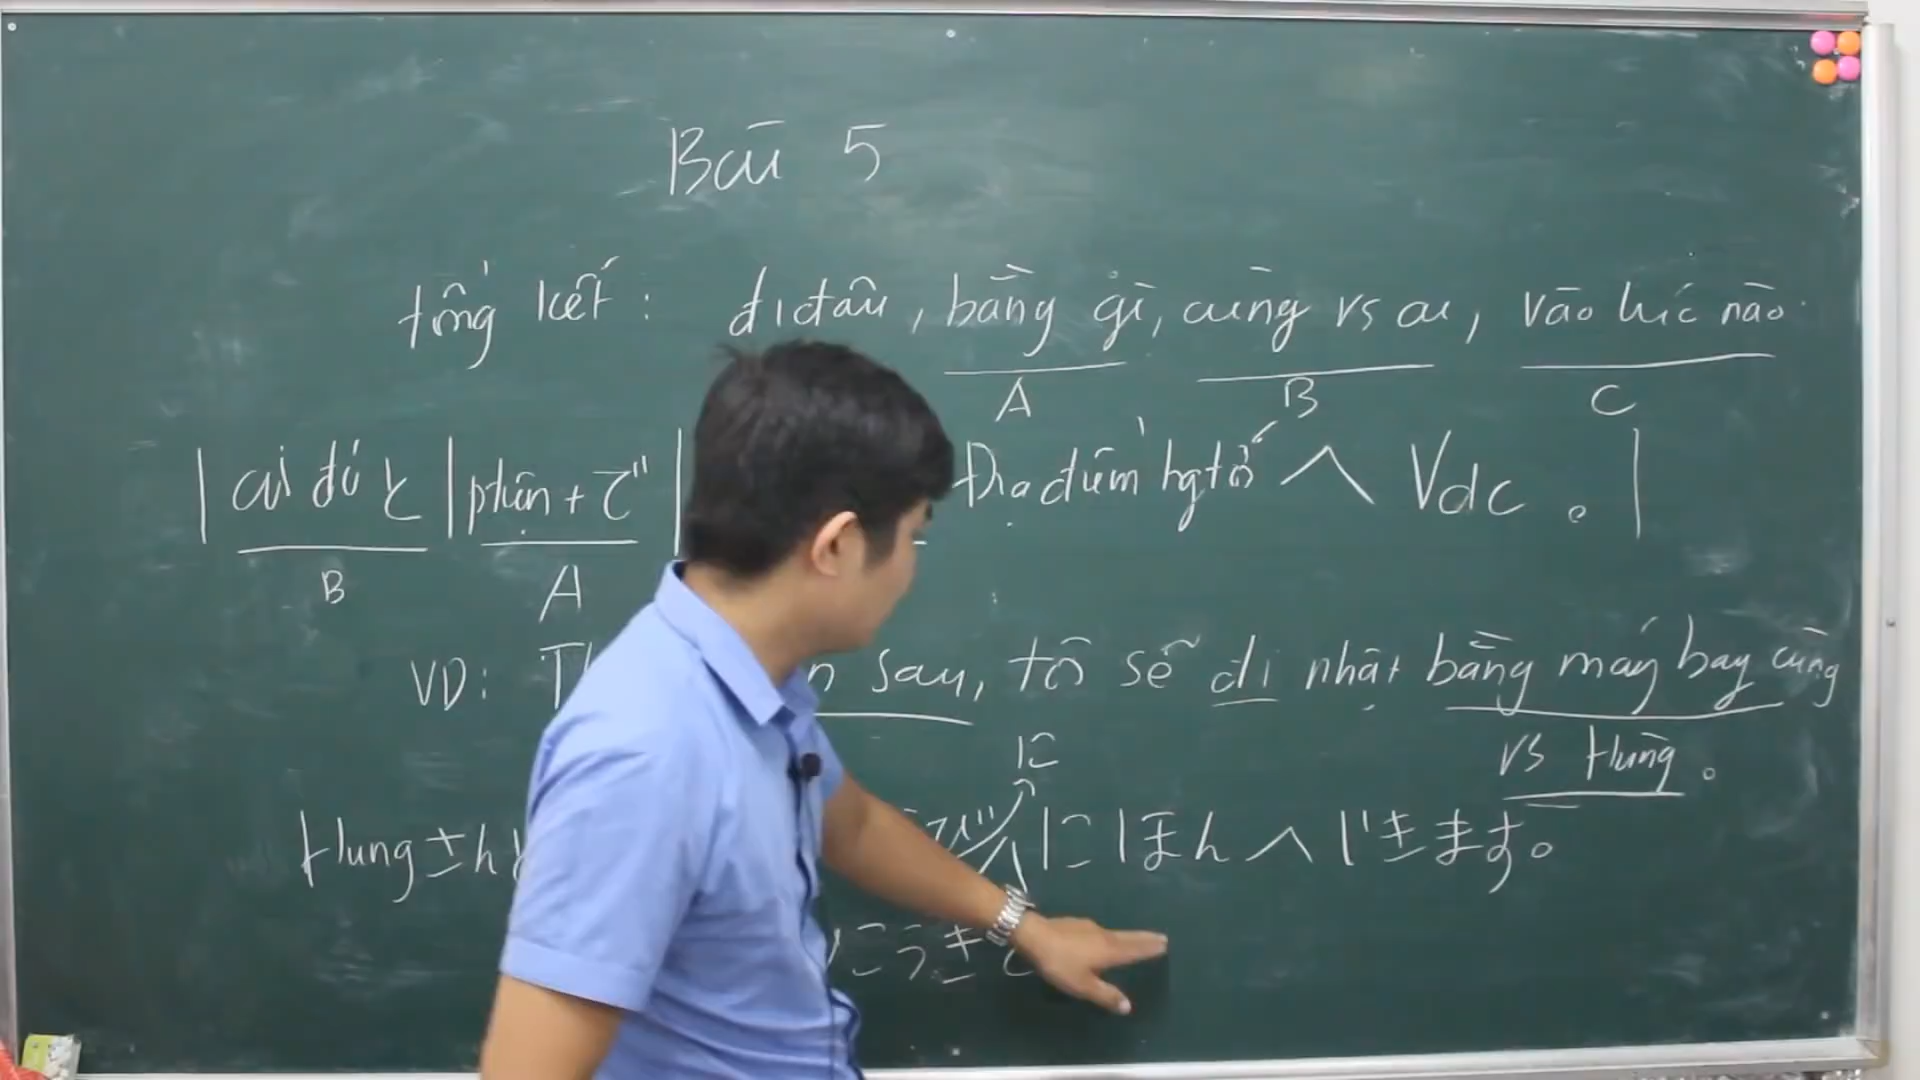 Bài 5
tổng kết : đi đâu , bằng gì , cùng vs ai , vào lúc nào
A B C
ai đó と phtiện + で Địa điểm hg tới へ Vdc 。
B A
VD : sau , tôi sẽ đi nhật bằng máy bay cùng
に vs Hùng .
Hung さん にほんへいきます。
こうき